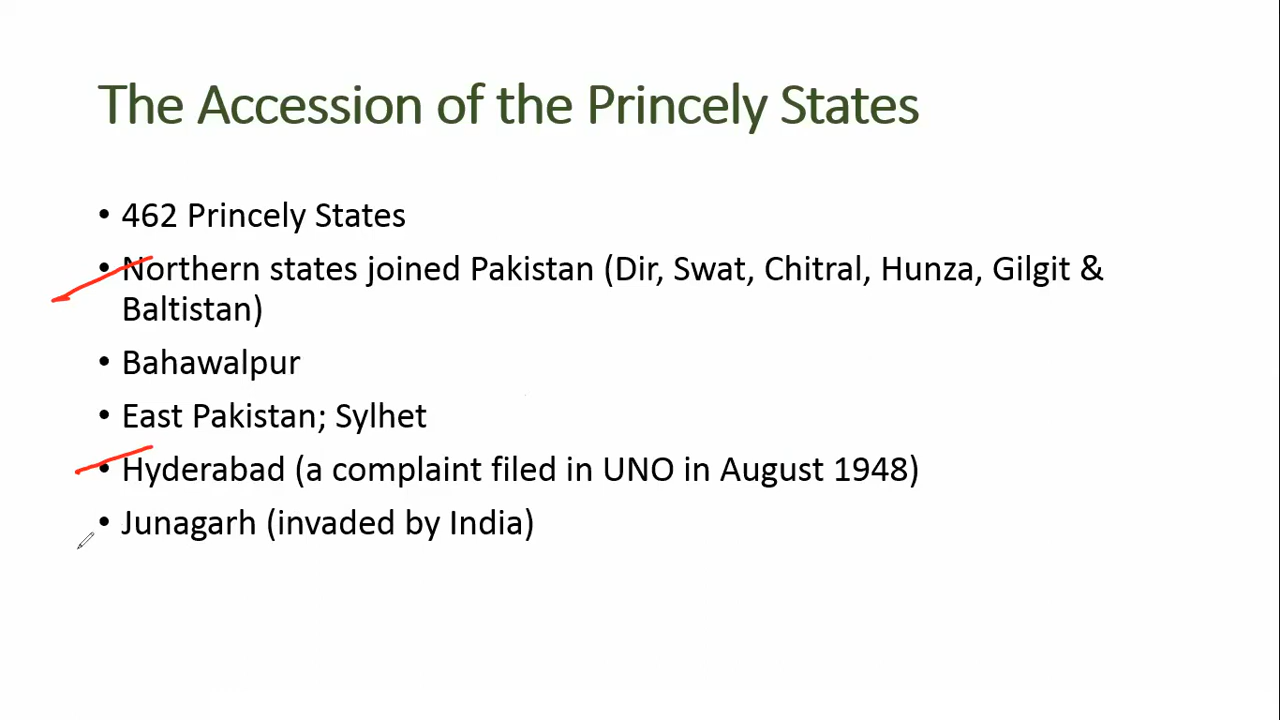 The Accession of the Princely States
• 462 Princely States
• Northern states joined Pakistan (Dir, Swat, Chitral, Hunza, Gilgit &
Baltistan)
• Bahawalpur
• East Pakistan; Sylhet
• Hyderabad (a complaint filed in UNO in August 1948)
• Junagarh (invaded by India)